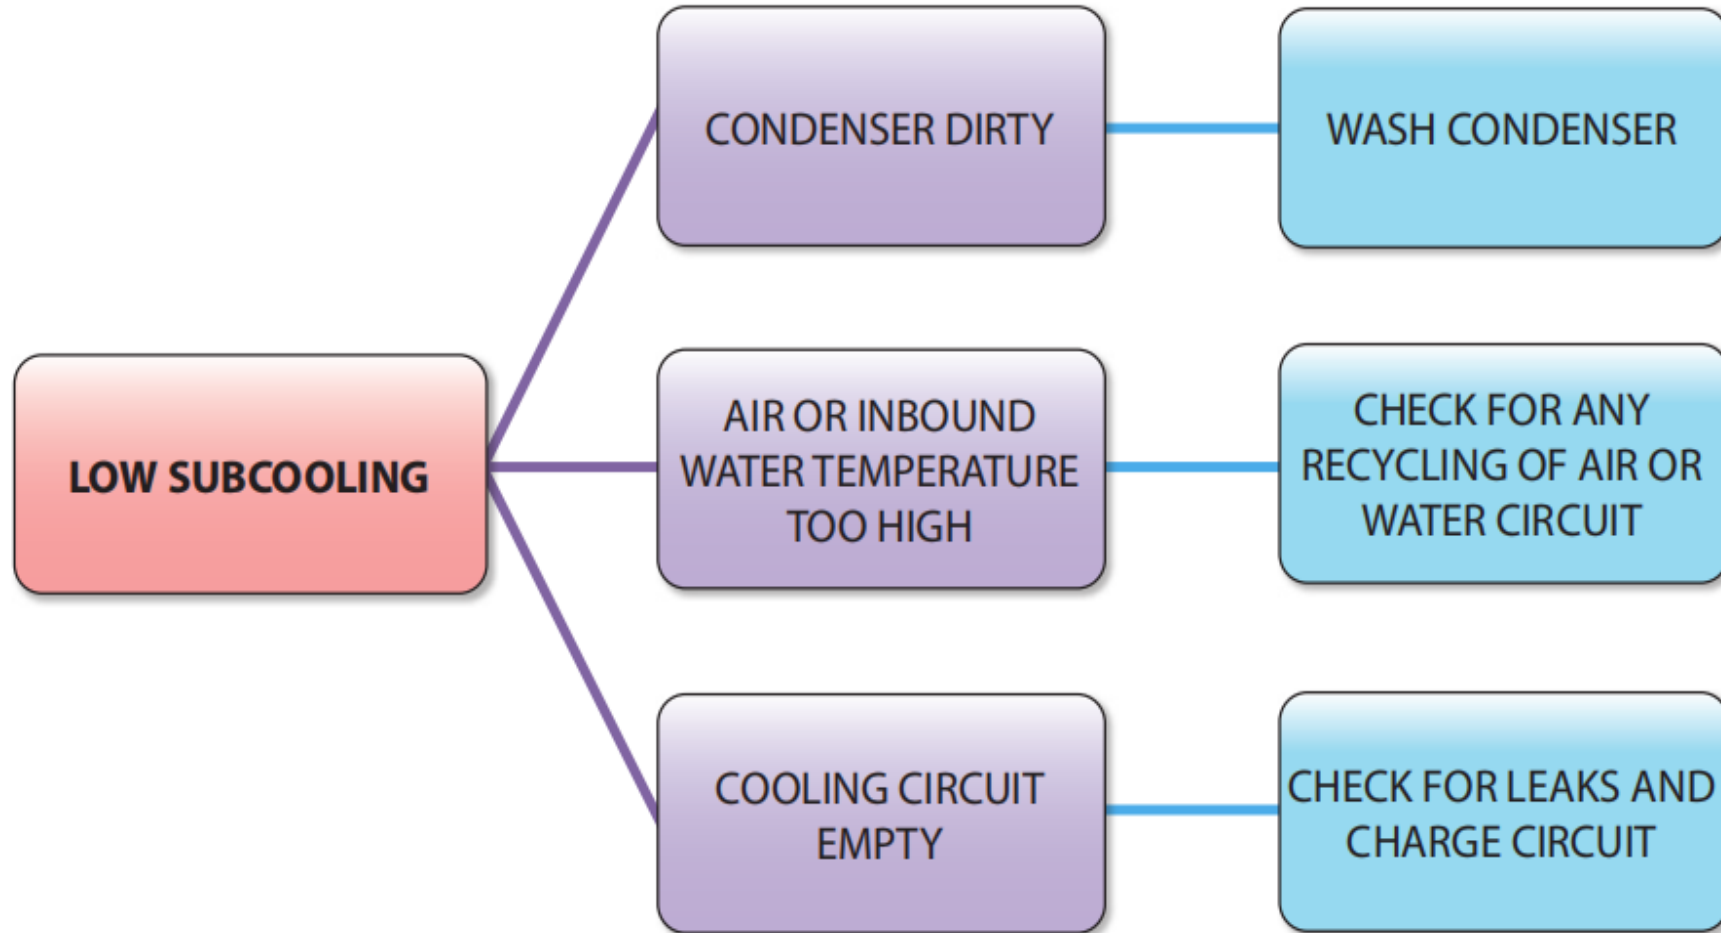 LOW SUBCOOLING
CONDENSER DIRTY
WASH CONDENSER
AIR OR INBOUND
WATER TEMPERATURE
TOO HIGH
CHECK FOR ANY
RECYCLING OF AIR OR
WATER CIRCUIT
COOLING CIRCUIT
EMPTY
CHECK FOR LEAKS AND
CHARGE CIRCUIT